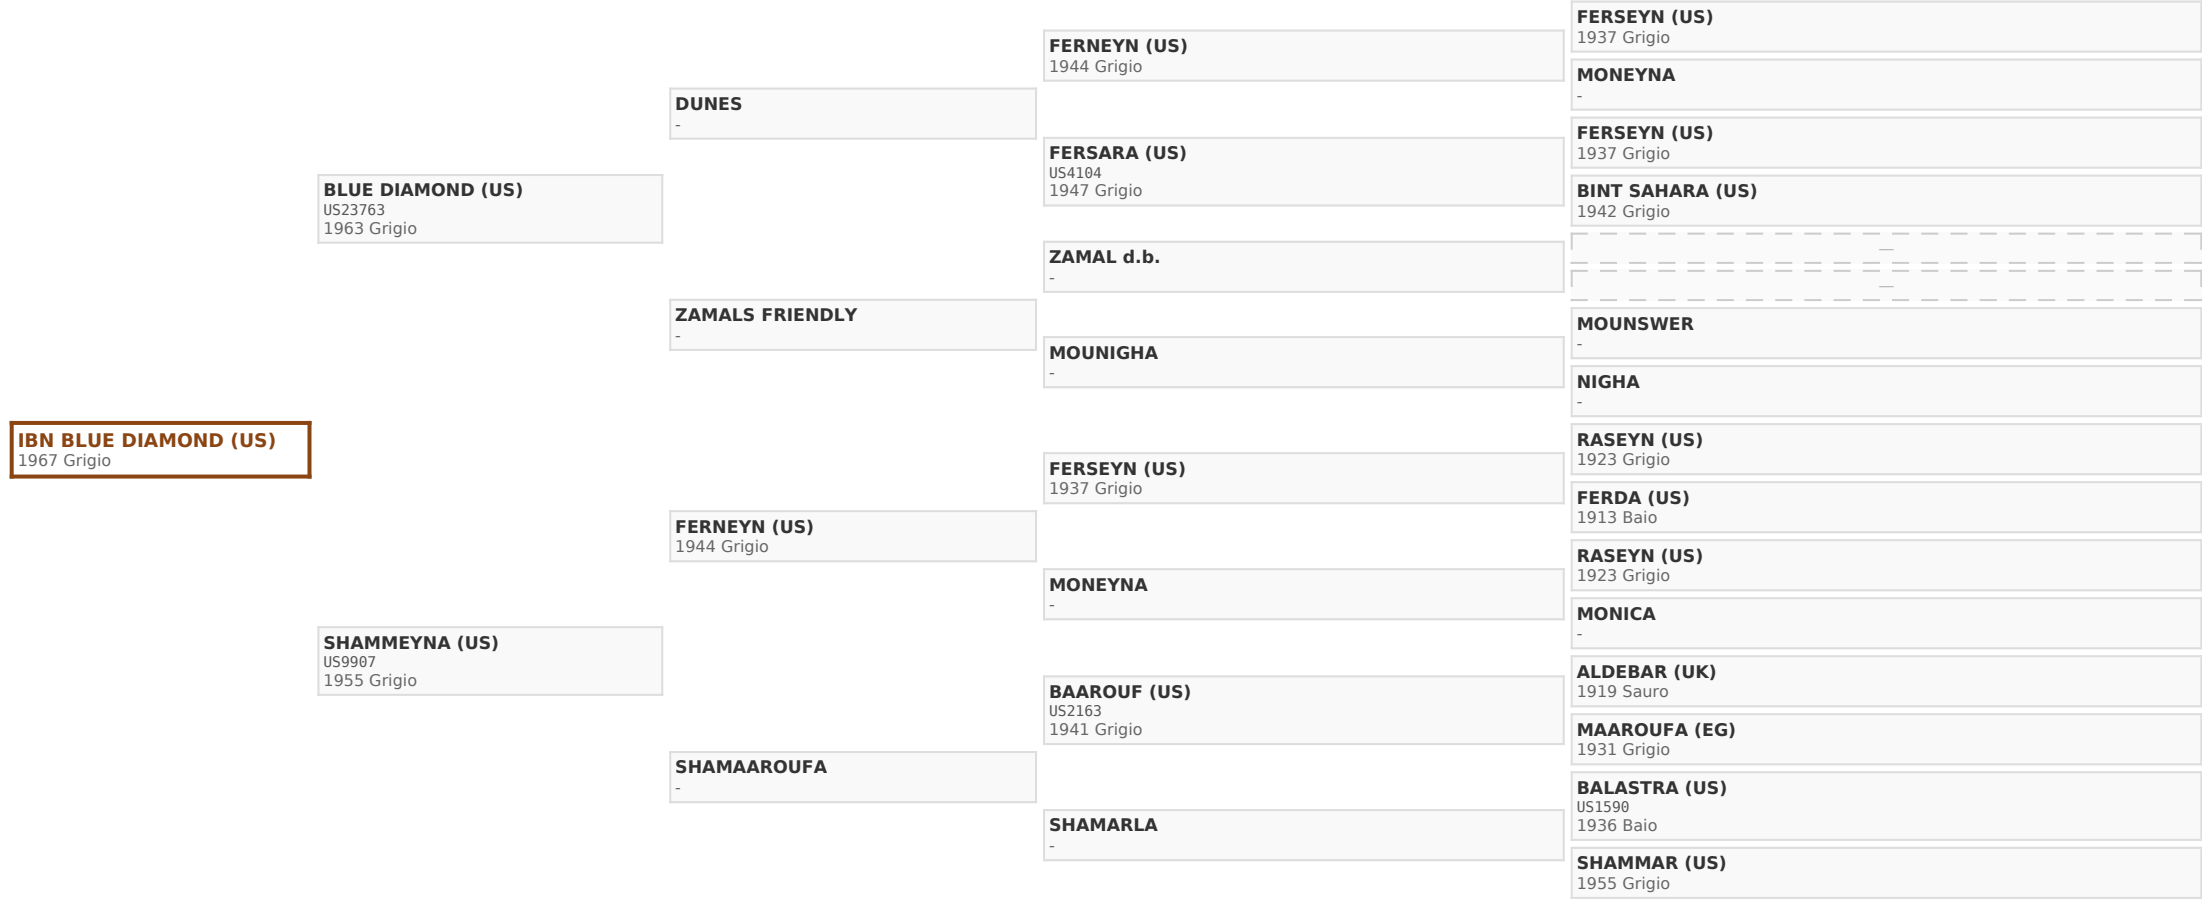 IBN BLUE DIAMOND (US)
1967 Grigio
BLUE DIAMOND (US)
US23763
1963 Grigio
SHAMMEYNA (US)
US9907
1955 Grigio
DUNES
-
ZAMALS FRIENDLY
-
FERNEYN (US)
1944 Grigio
SHAMAAROUFA
-
FERNEYN (US)
1944 Grigio
FERSARA (US)
US4104
1947 Grigio
ZAMAL d.b.
-
MOUNIGHA
-
FERSEYN (US)
1937 Grigio
MONEYNA
-
BAAROUF (US)
US2163
1941 Grigio
SHAMARLA
-
FERSEYN (US)
1937 Grigio
MONEYNA
-
FERSEYN (US)
1937 Grigio
BINT SAHARA (US)
1942 Grigio
—
—
MOUNSWER
-
NIGHA
-
RASEYN (US)
1923 Grigio
FERDA (US)
1913 Baio
RASEYN (US)
1923 Grigio
MONICA
-
ALDEBAR (UK)
1919 Sauro
MAAROUFA (EG)
1931 Grigio
BALASTRA (US)
US1590
1936 Baio
SHAMMAR (US)
1955 Grigio